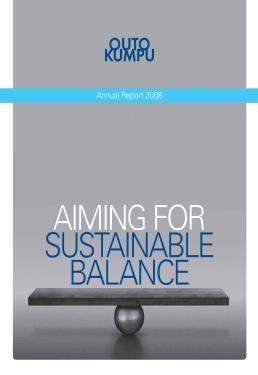 OUTO
KUMPU
Annual Report 2008
AIMING FOR
SUSTAINABLE
BALANCE